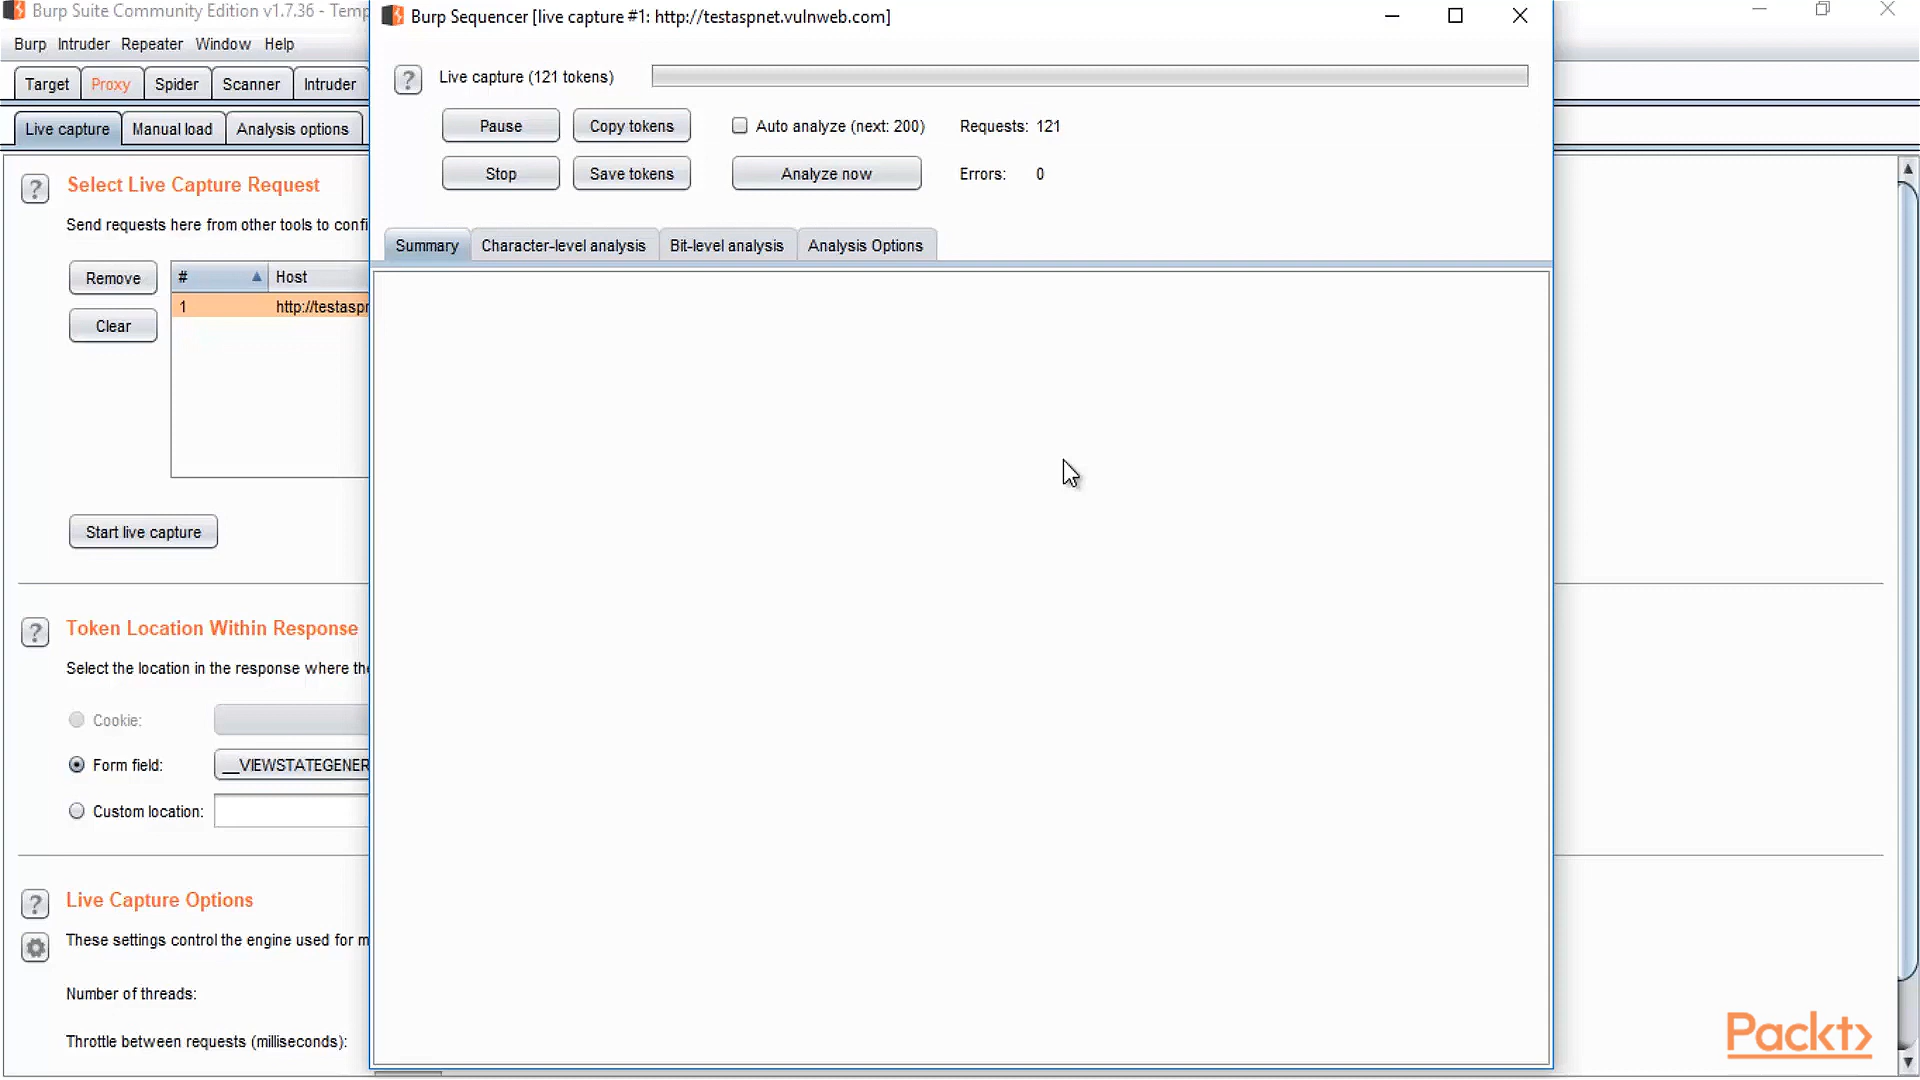 Burp Suite Community Edition v1.7.36 - Temp
Burp Intruder Repeater Window Help
Target Proxy Spider Scanner Intruder
Live capture Manual load Analysis options
? Select Live Capture Request
Send requests here from other tools to confi
Remove
Clear
# Host
1 http://testaspn
Start live capture
? Token Location Within Response
Select the location in the response where the
Cookie:
Form field: __VIEWSTATEGENER
Custom location:
? Live Capture Options
These settings control the engine used for m
Number of threads:
Throttle between requests (milliseconds):
Burp Sequencer [live capture #1: http://testaspnet.vulnweb.com]
? Live capture (121 tokens)
Pause Copy tokens Auto analyze (next: 200) Requests: 121
Stop Save tokens Analyze now Errors: 0
Summary Character-level analysis Bit-level analysis Analysis Options
Packt>